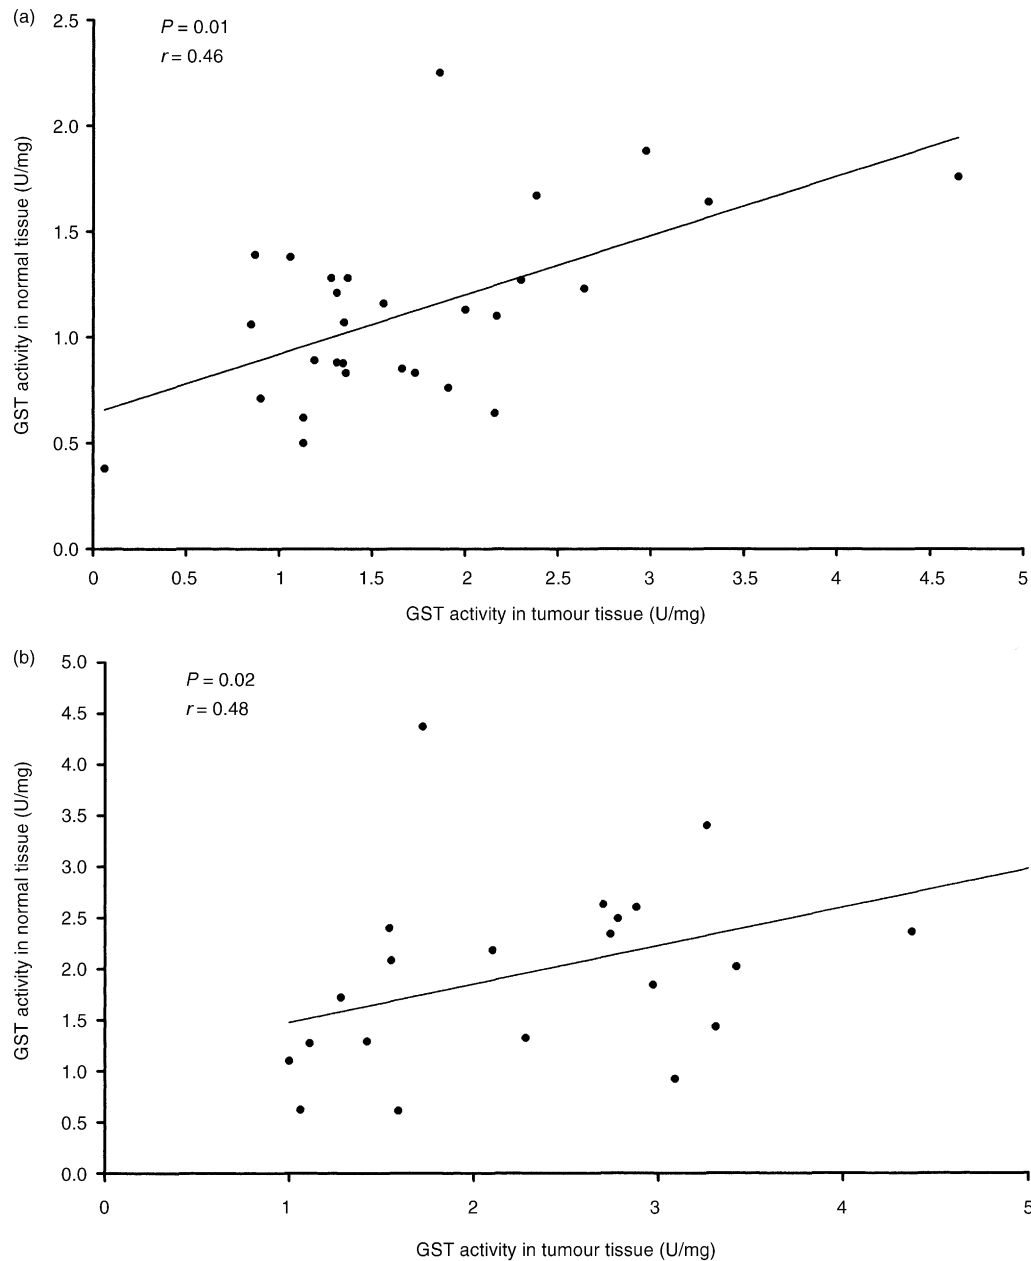 (a)
P = 0.01
r = 0.46
GST activity in normal tissue (U/mg)
2.5
2.0
1.5
1.0
0.5
0.0
0 0.5 1 1.5 2 2.5 3 3.5 4 4.5 5
GST activity in tumour tissue (U/mg)
(b)
P = 0.02
r = 0.48
GST activity in normal tissue (U/mg)
5.0
4.5
4.0
3.5
3.0
2.5
2.0
1.5
1.0
0.5
0.0
0 1 2 3 4 5
GST activity in tumour tissue (U/mg)